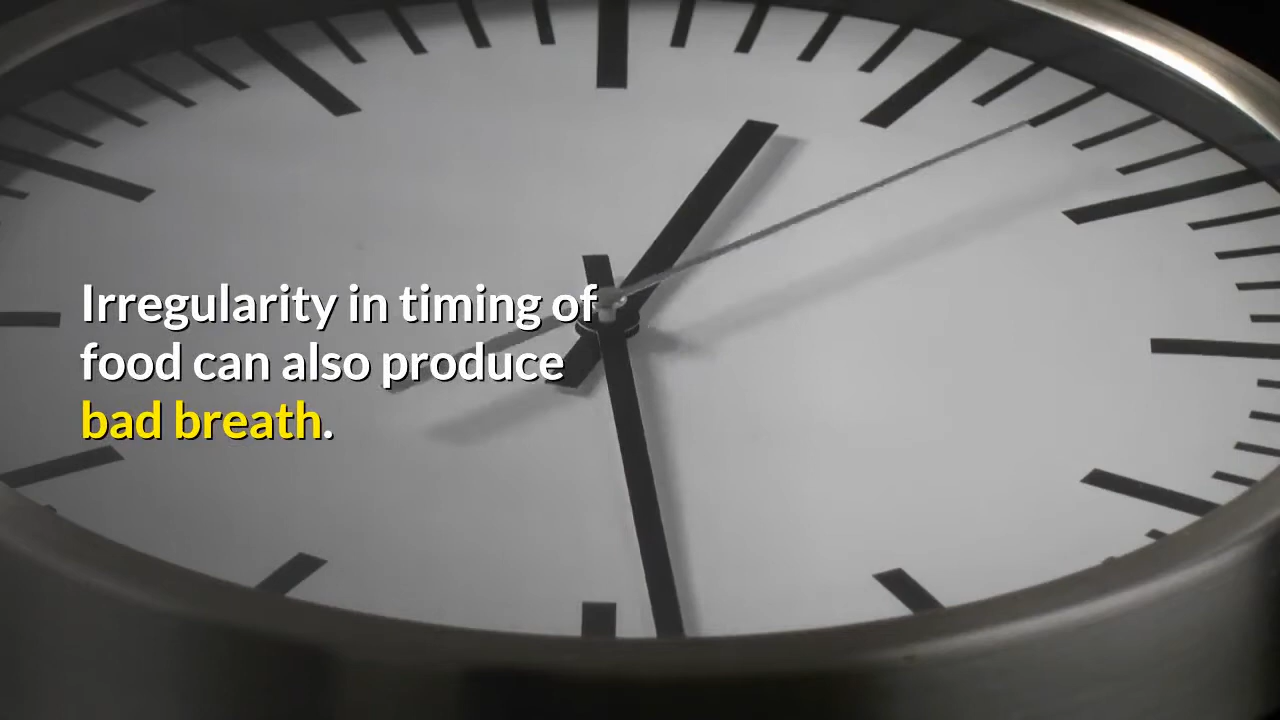 Irregularity in timing of
food can also produce
bad breath.